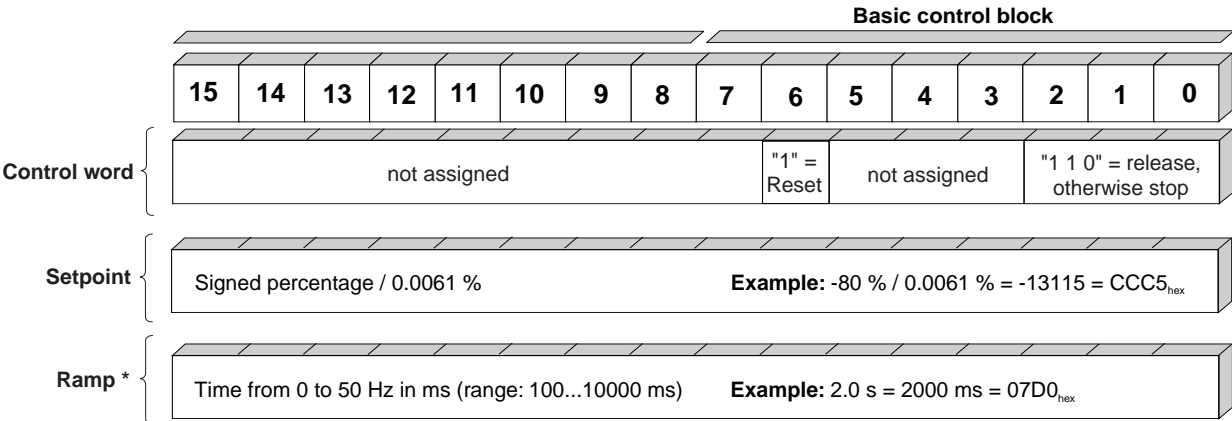 Basic control block
15 14 13 12 11 10 9 8 7 6 5 4 3 2 1 0
Control word
not assigned
"1" =
Reset
not assigned
"1 1 0" = release,
otherwise stop
Setpoint
Signed percentage / 0.0061 %
Example: -80 % / 0.0061 % = -13115 = CCC5hex
Ramp *
Time from 0 to 50 Hz in ms (range: 100...10000 ms)
Example: 2.0 s = 2000 ms = 07D0hex